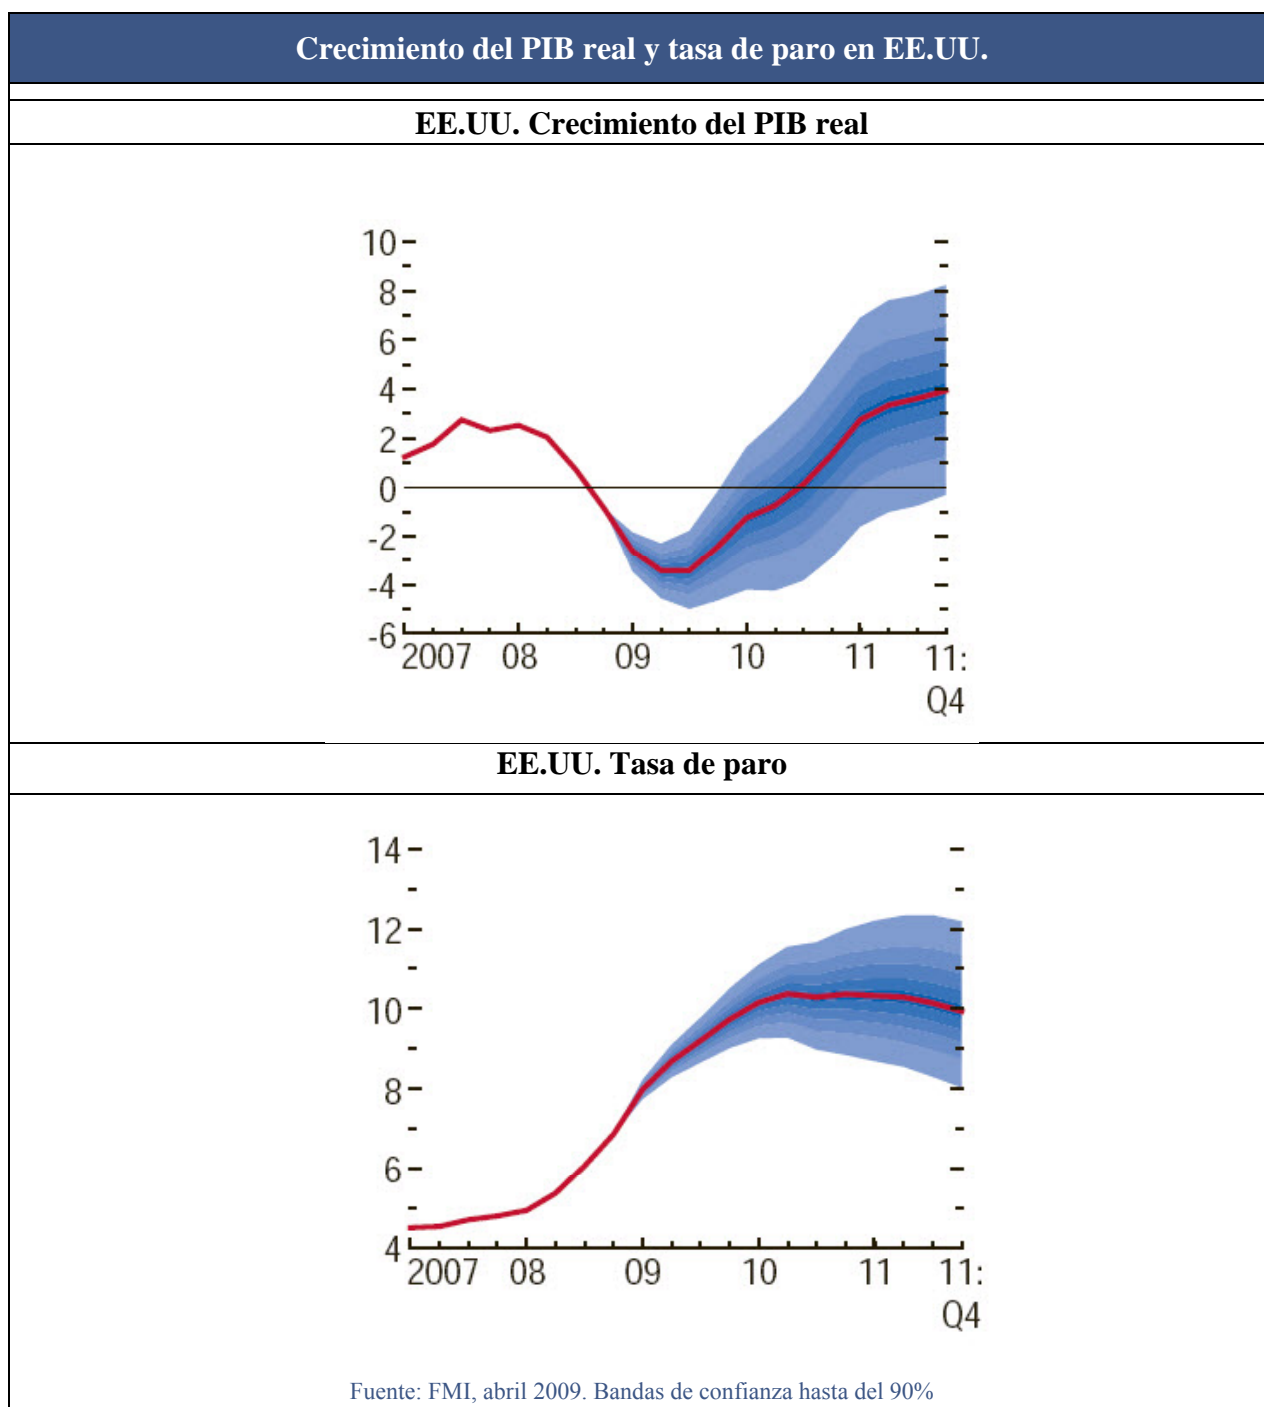 Crecimiento del PIB real y tasa de paro en EE.UU.
EE.UU. Crecimiento del PIB real
10
8
6
4
2
0
-2
-4
-6
2007 08 09 10 11 11:
Q4
EE.UU. Tasa de paro
14
12
10
8
6
4
2007 08 09 10 11 11:
Q4
Fuente: FMI, abril 2009. Bandas de confianza hasta del 90%